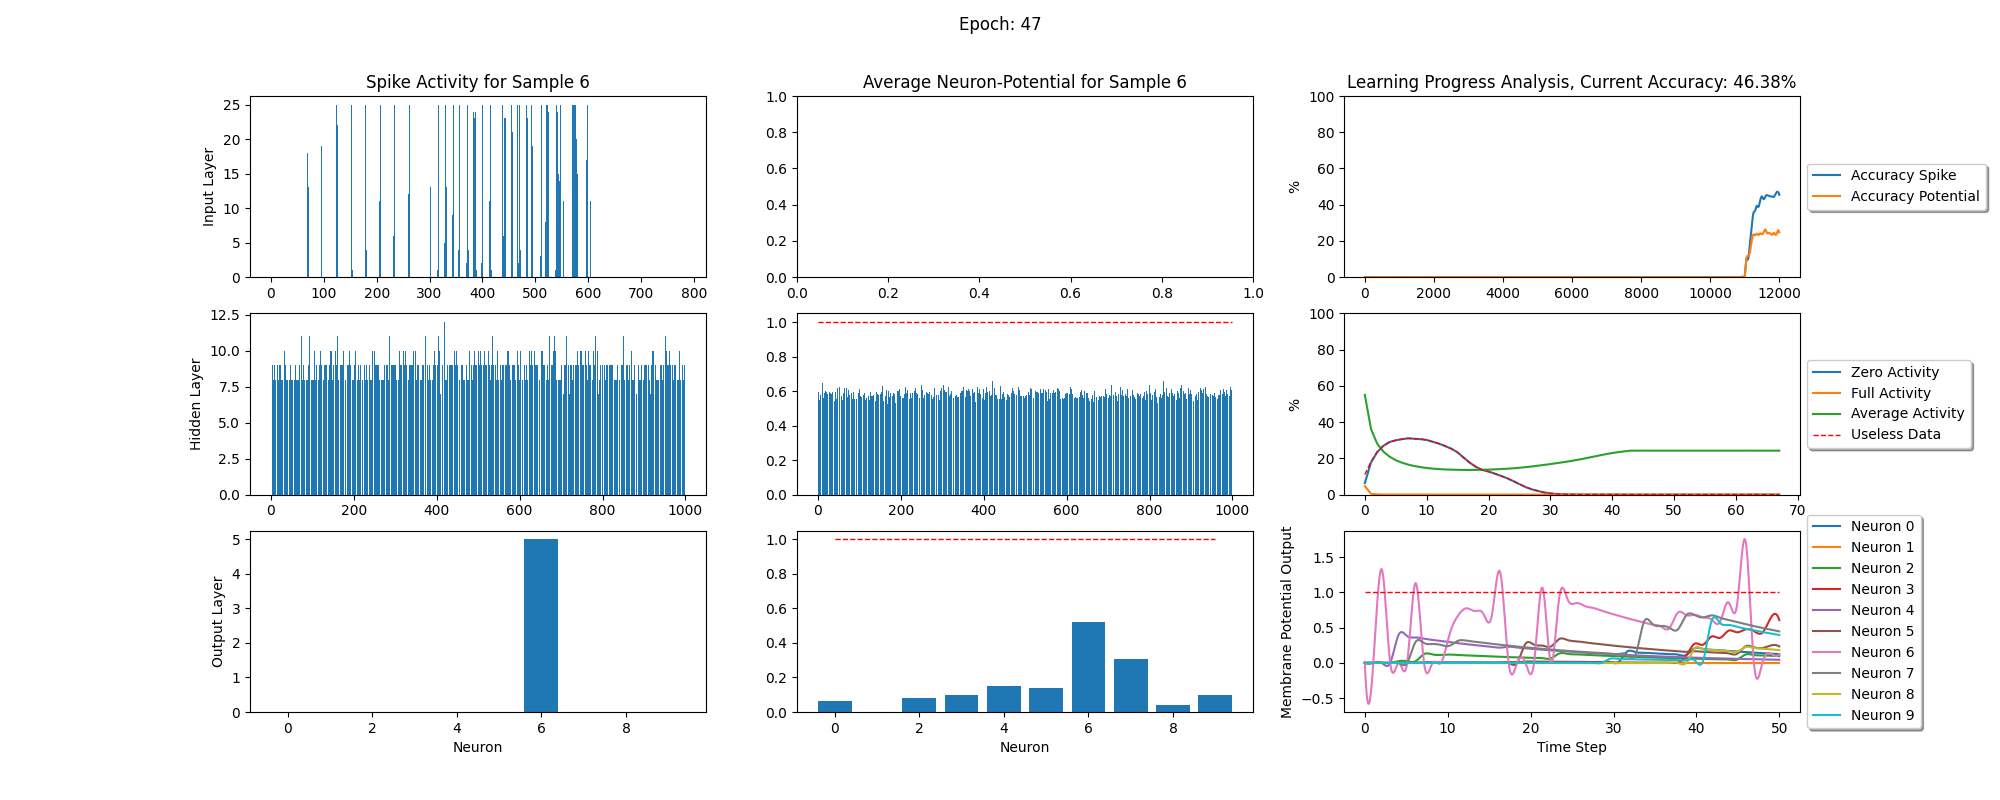 Epoch: 47
Spike Activity for Sample 6
Average Neuron-Potential for Sample 6
Learning Progress Analysis, Current Accuracy: 46.38%
Input Layer
25
20
15
10
5
0
0 100 200 300 400 500 600 700 800
1.0
0.8
0.6
0.4
0.2
0.0
0.0 0.2 0.4 0.6 0.8 1.0
%
100
80
60
40
20
0
0 2000 4000 6000 8000 10000 12000
Accuracy Spike
Accuracy Potential
Hidden Layer
12.5
10.0
7.5
5.0
2.5
0.0
0 200 400 600 800 1000
1.0
0.8
0.6
0.4
0.2
0.0
0 200 400 600 800 1000
%
100
80
60
40
20
0
0 10 20 30 40 50 60 70
Zero Activity
Full Activity
Average Activity
Useless Data
Output Layer
5
4
3
2
1
0
0 2 4 6 8
Neuron
1.0
0.8
0.6
0.4
0.2
0.0
0 2 4 6 8
Neuron
Membrane Potential Output
1.5
1.0
0.5
0.0
−0.5
0 10 20 30 40 50
Time Step
Neuron 0
Neuron 1
Neuron 2
Neuron 3
Neuron 4
Neuron 5
Neuron 6
Neuron 7
Neuron 8
Neuron 9